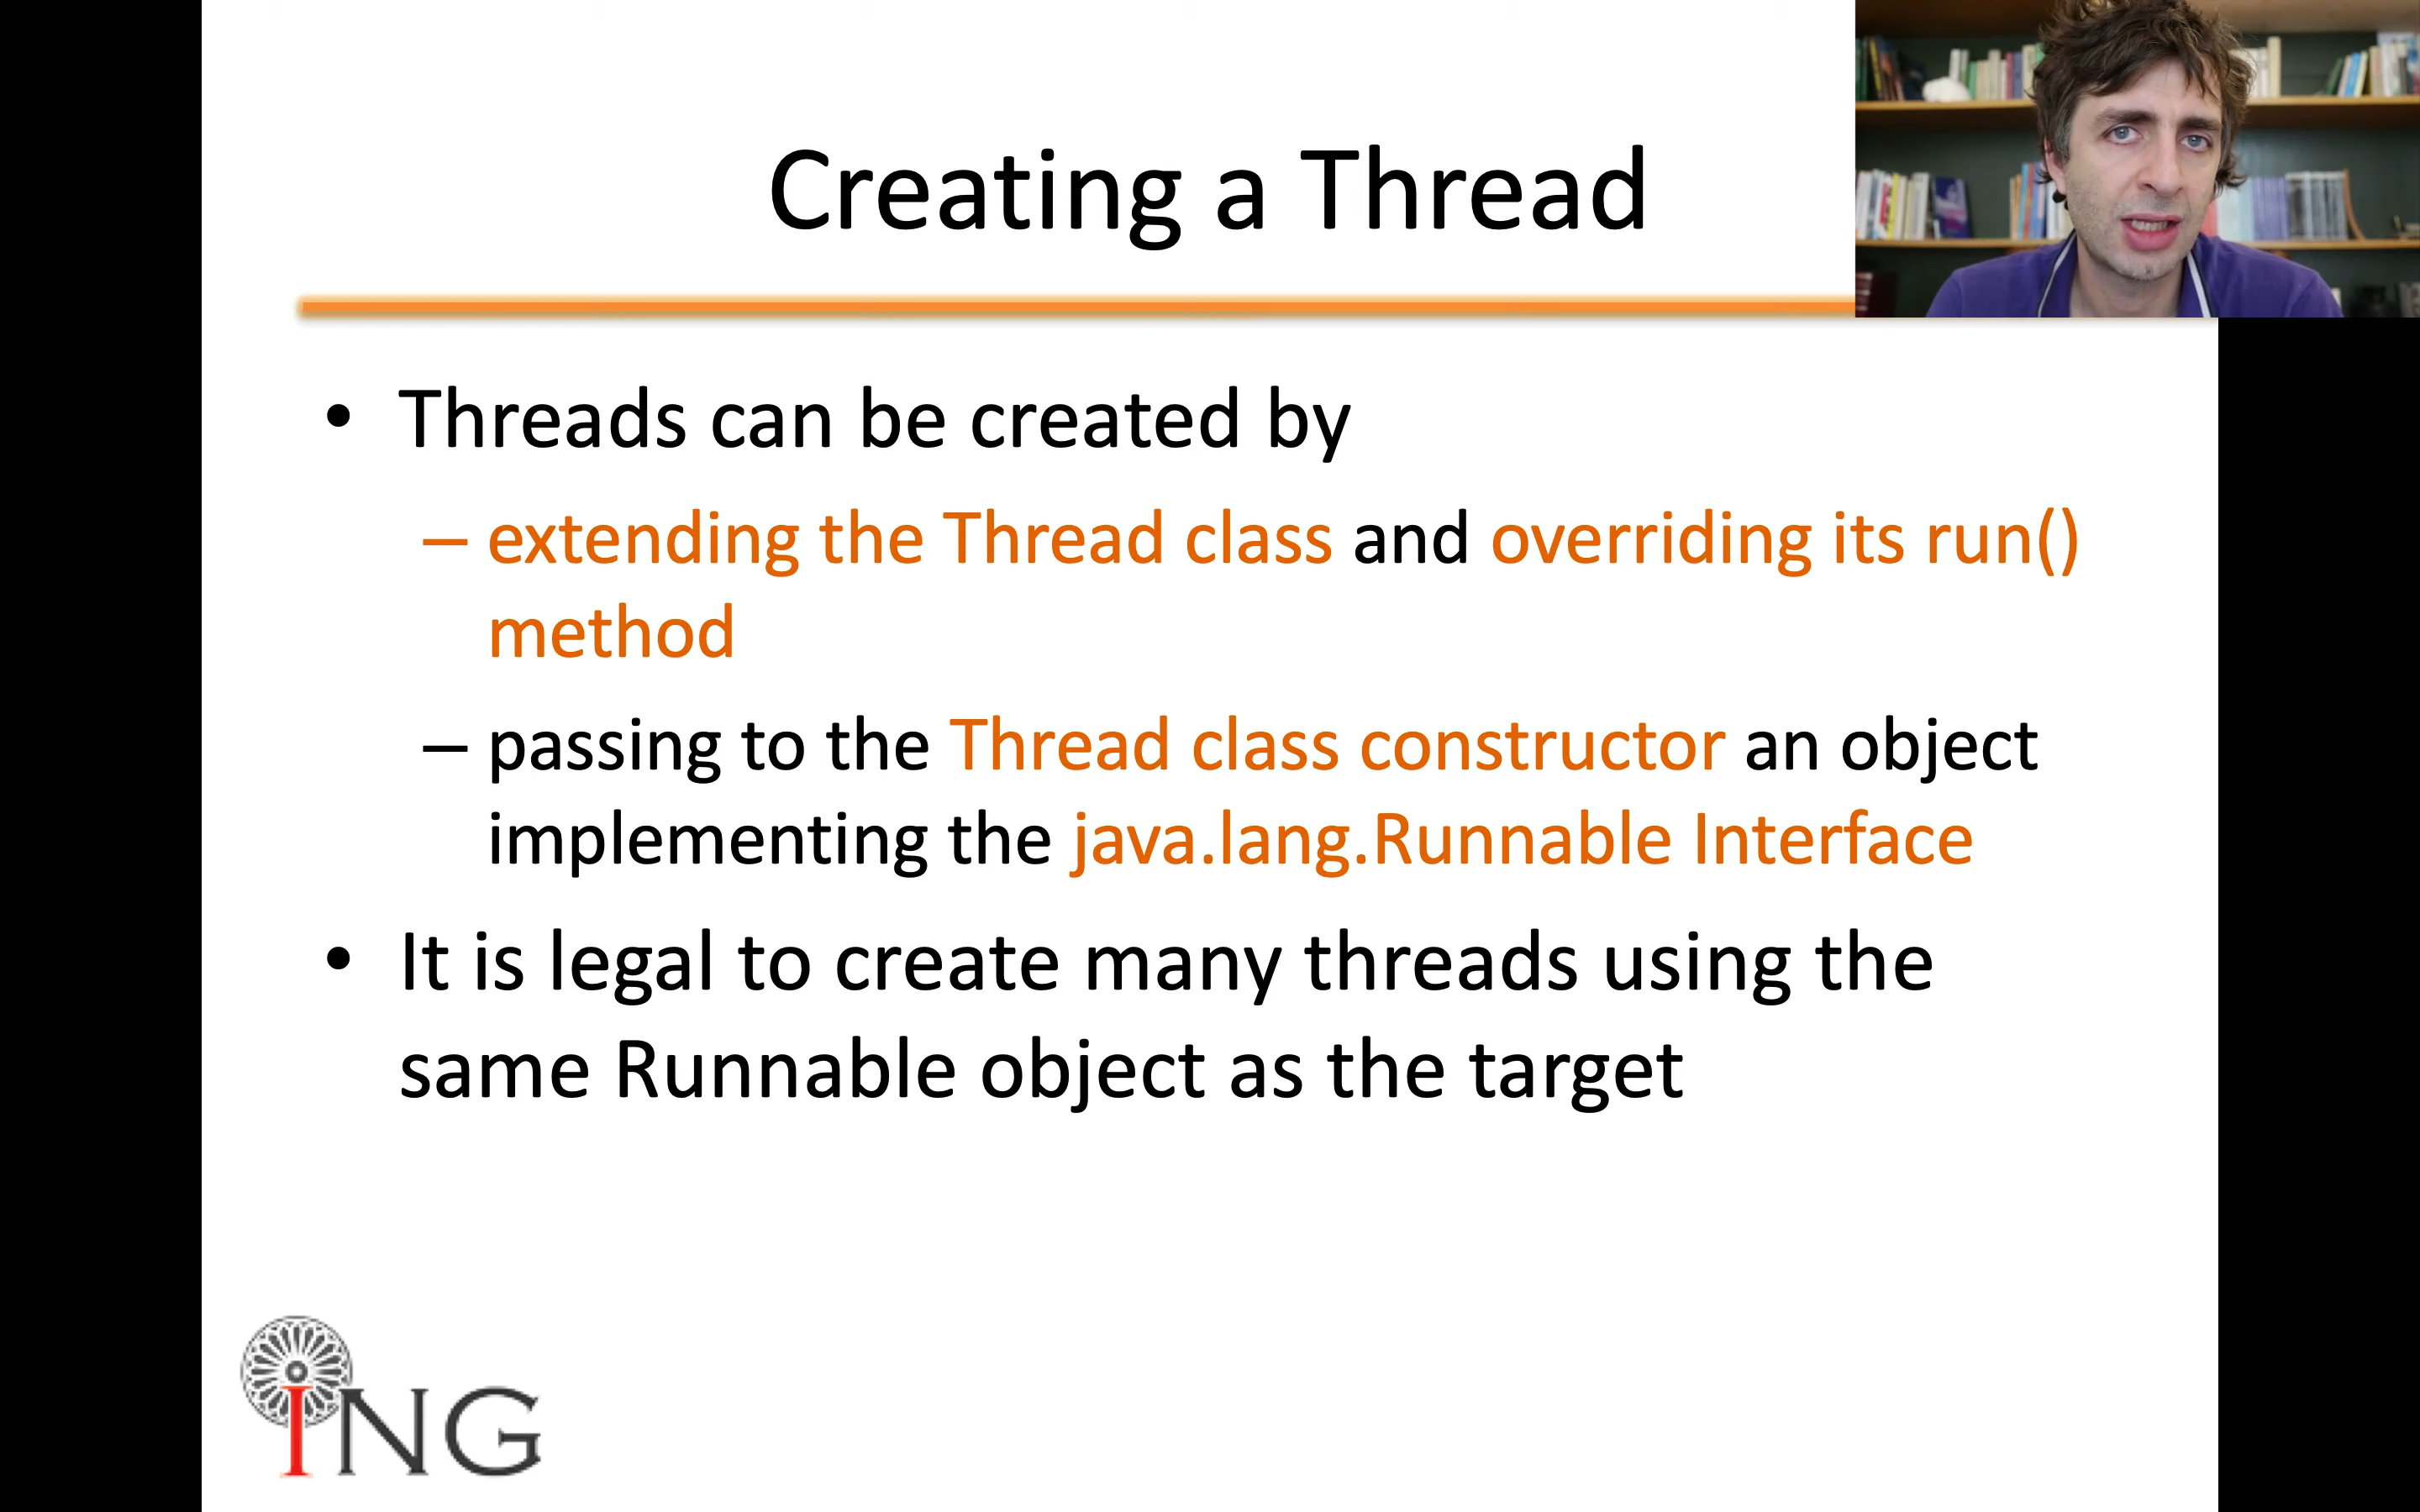 Creating a Thread
• Threads can be created by
– extending the Thread class and overriding its run()
method
– passing to the Thread class constructor an object
implementing the java.lang.Runnable Interface
• It is legal to create many threads using the
same Runnable object as the target
ING